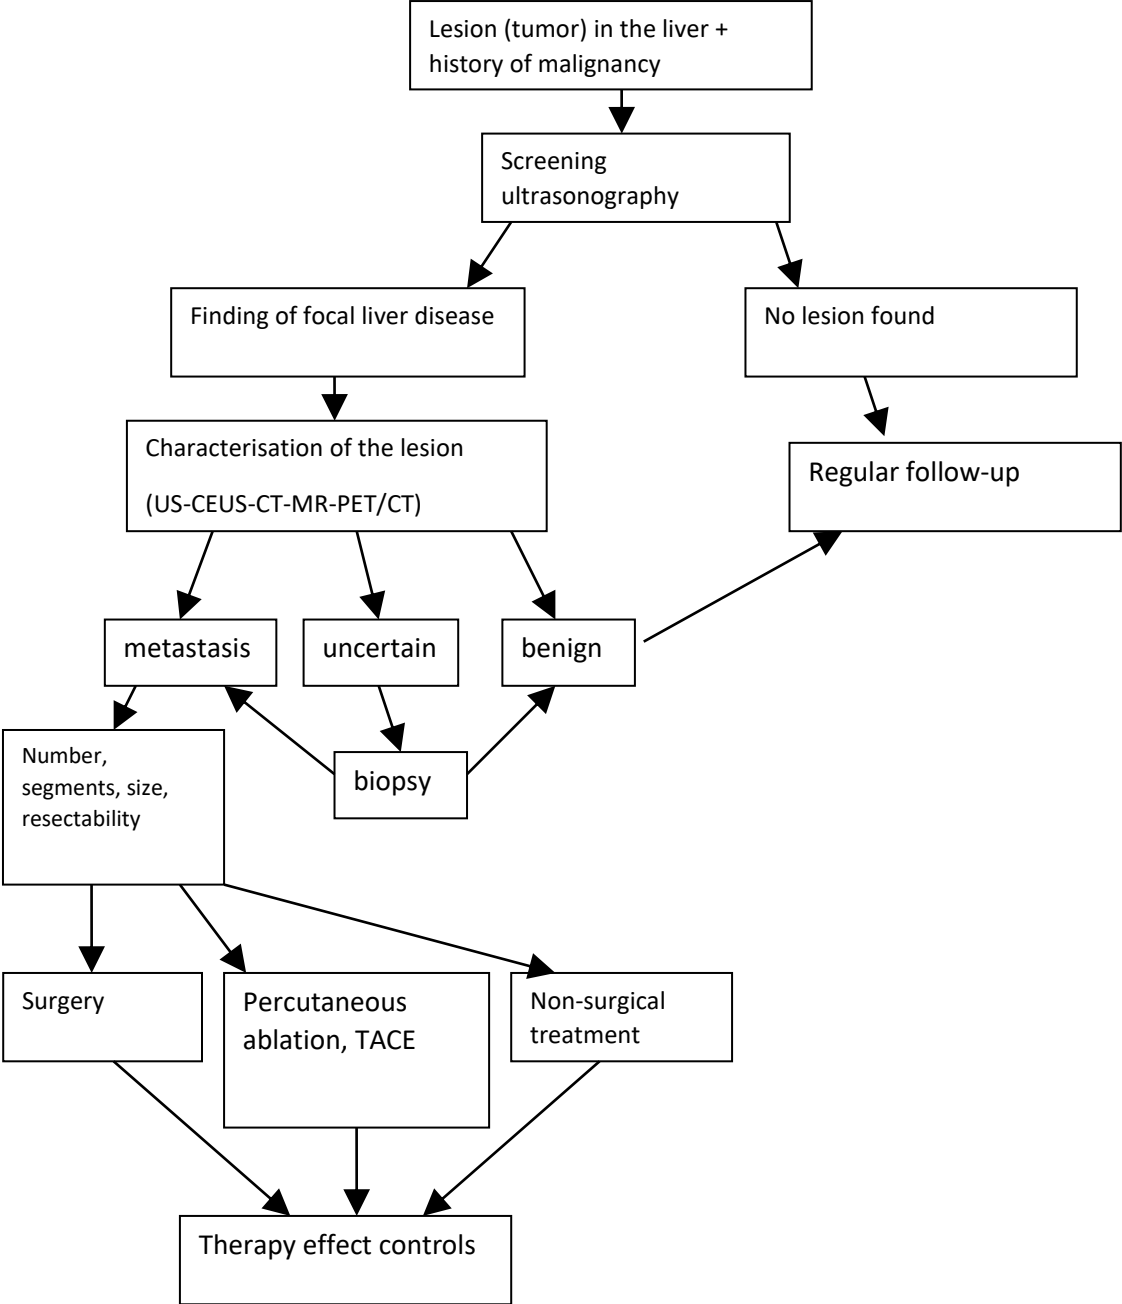 Lesion (tumor) in the liver +
history of malignancy
Screening
ultrasonography
Finding of focal liver disease
No lesion found
Characterisation of the lesion
(US-CEUS-CT-MR-PET/CT)
Regular follow-up
metastasis
uncertain
benign
biopsy
Number,
segments, size,
resectability
Surgery
Percutaneous
ablation, TACE
Non-surgical
treatment
Therapy effect controls